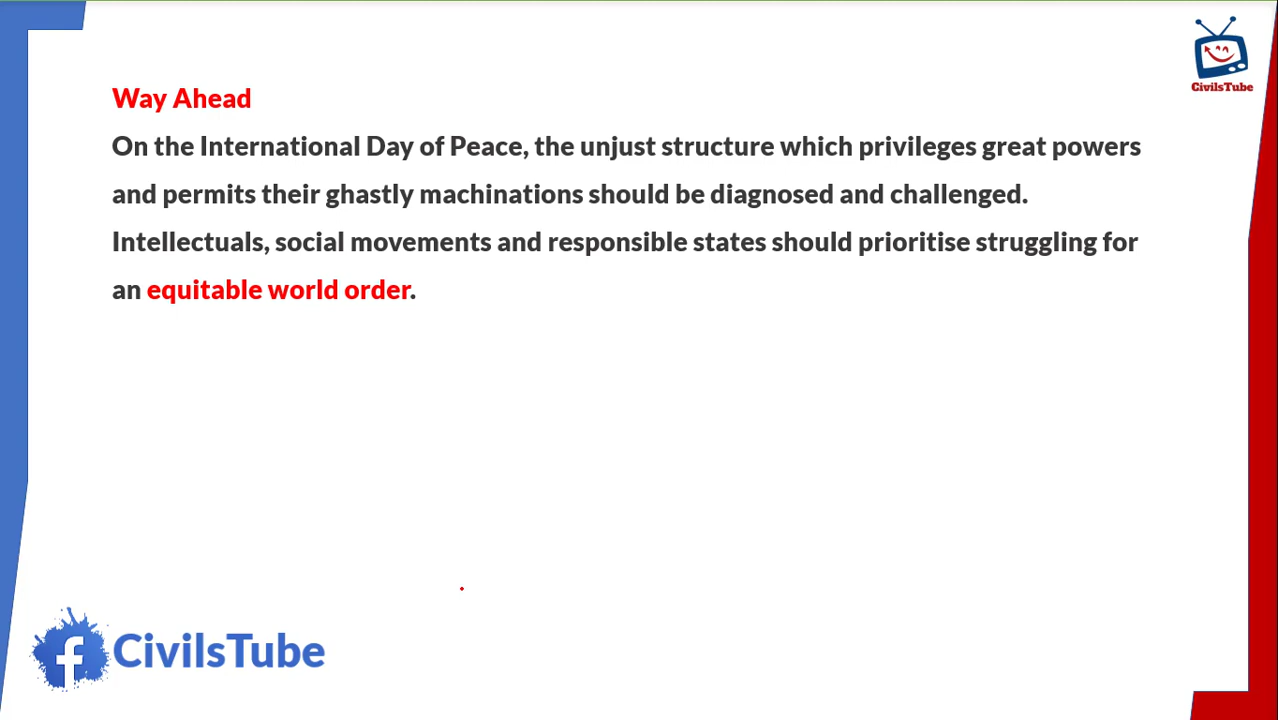 CivilsTube
Way Ahead
On the International Day of Peace, the unjust structure which privileges great powers
and permits their ghastly machinations should be diagnosed and challenged.
Intellectuals, social movements and responsible states should prioritise struggling for
an equitable world order.
f CivilsTube